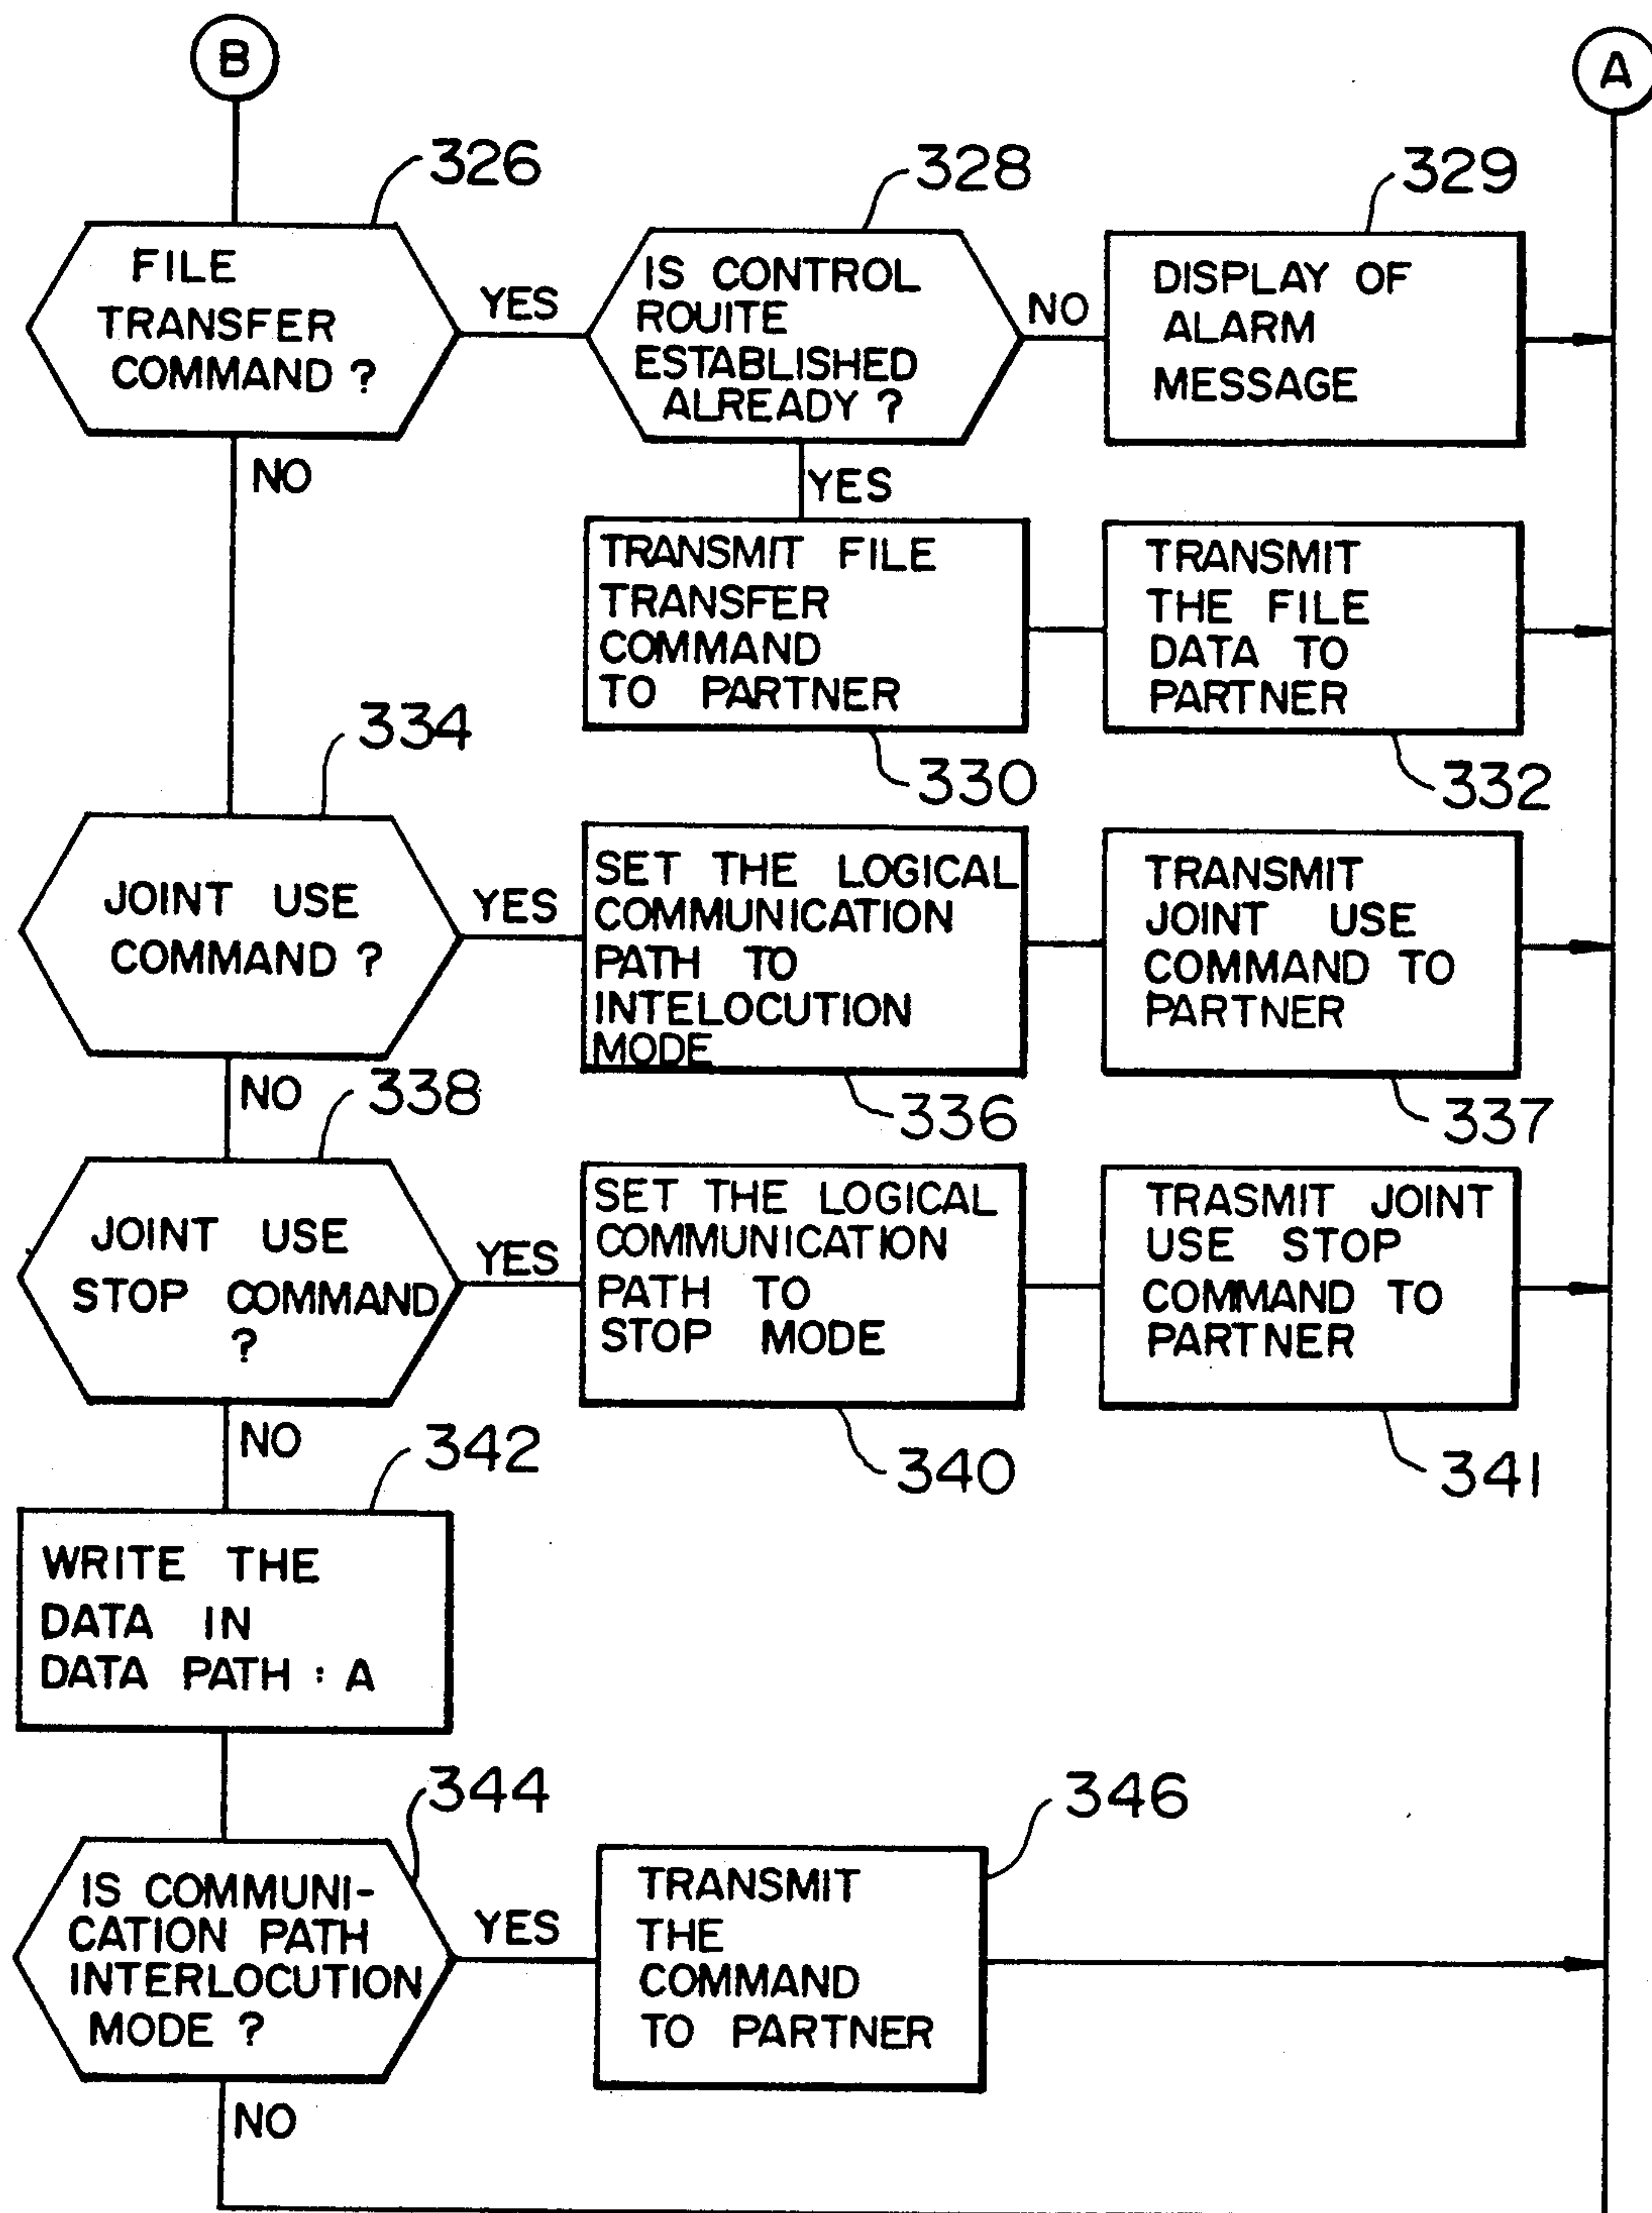 B
A
326
328
329
FILE
TRANSFER
COMMAND ?
YES
IS CONTROL
ROUITE
ESTABLISHED
ALREADY ?
NO
DISPLAY OF
ALARM
MESSAGE
NO
YES
TRANSMIT FILE
TRANSFER
COMMAND
TO PARTNER
TRANSMIT
THE FILE
DATA TO
PARTNER
330
332
334
JOINT USE
COMMAND ?
YES
SET THE LOGICAL
COMMUNICATION
PATH TO
INTELOCUTION
MODE
TRANSMIT
JOINT USE
COMMAND TO
PARTNER
NO
336
337
338
JOINT USE
STOP COMMAND
?
YES
SET THE LOGICAL
COMMUNICATION
PATH TO
STOP MODE
TRASMIT JOINT
USE STOP
COMMAND TO
PARTNER
NO
340
341
342
WRITE THE
DATA IN
DATA PATH : A
344
346
IS COMMUNI-
CATION PATH
INTERLOCUTION
MODE ?
YES
TRANSMIT
THE
COMMAND
TO PARTNER
NO